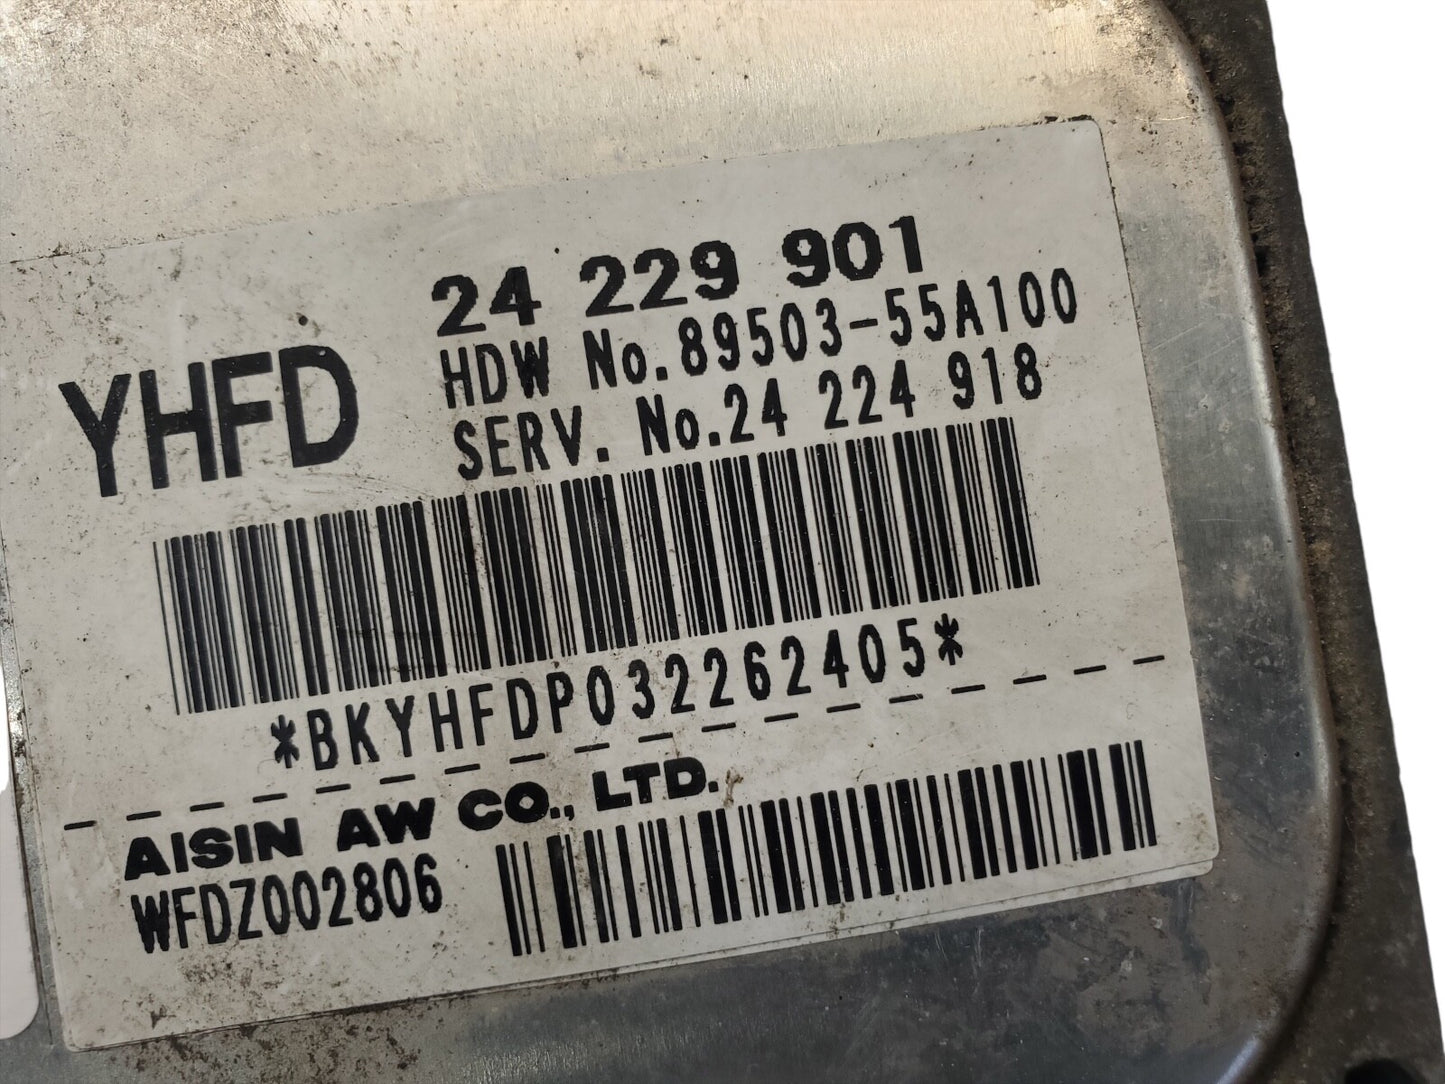 24 229 901
HDW No.89503-55A100
YHFD
SERV. No.24 224 918
*BKYHFDP032262405*
AISIN AW CO., LTD.
WFDZ002806